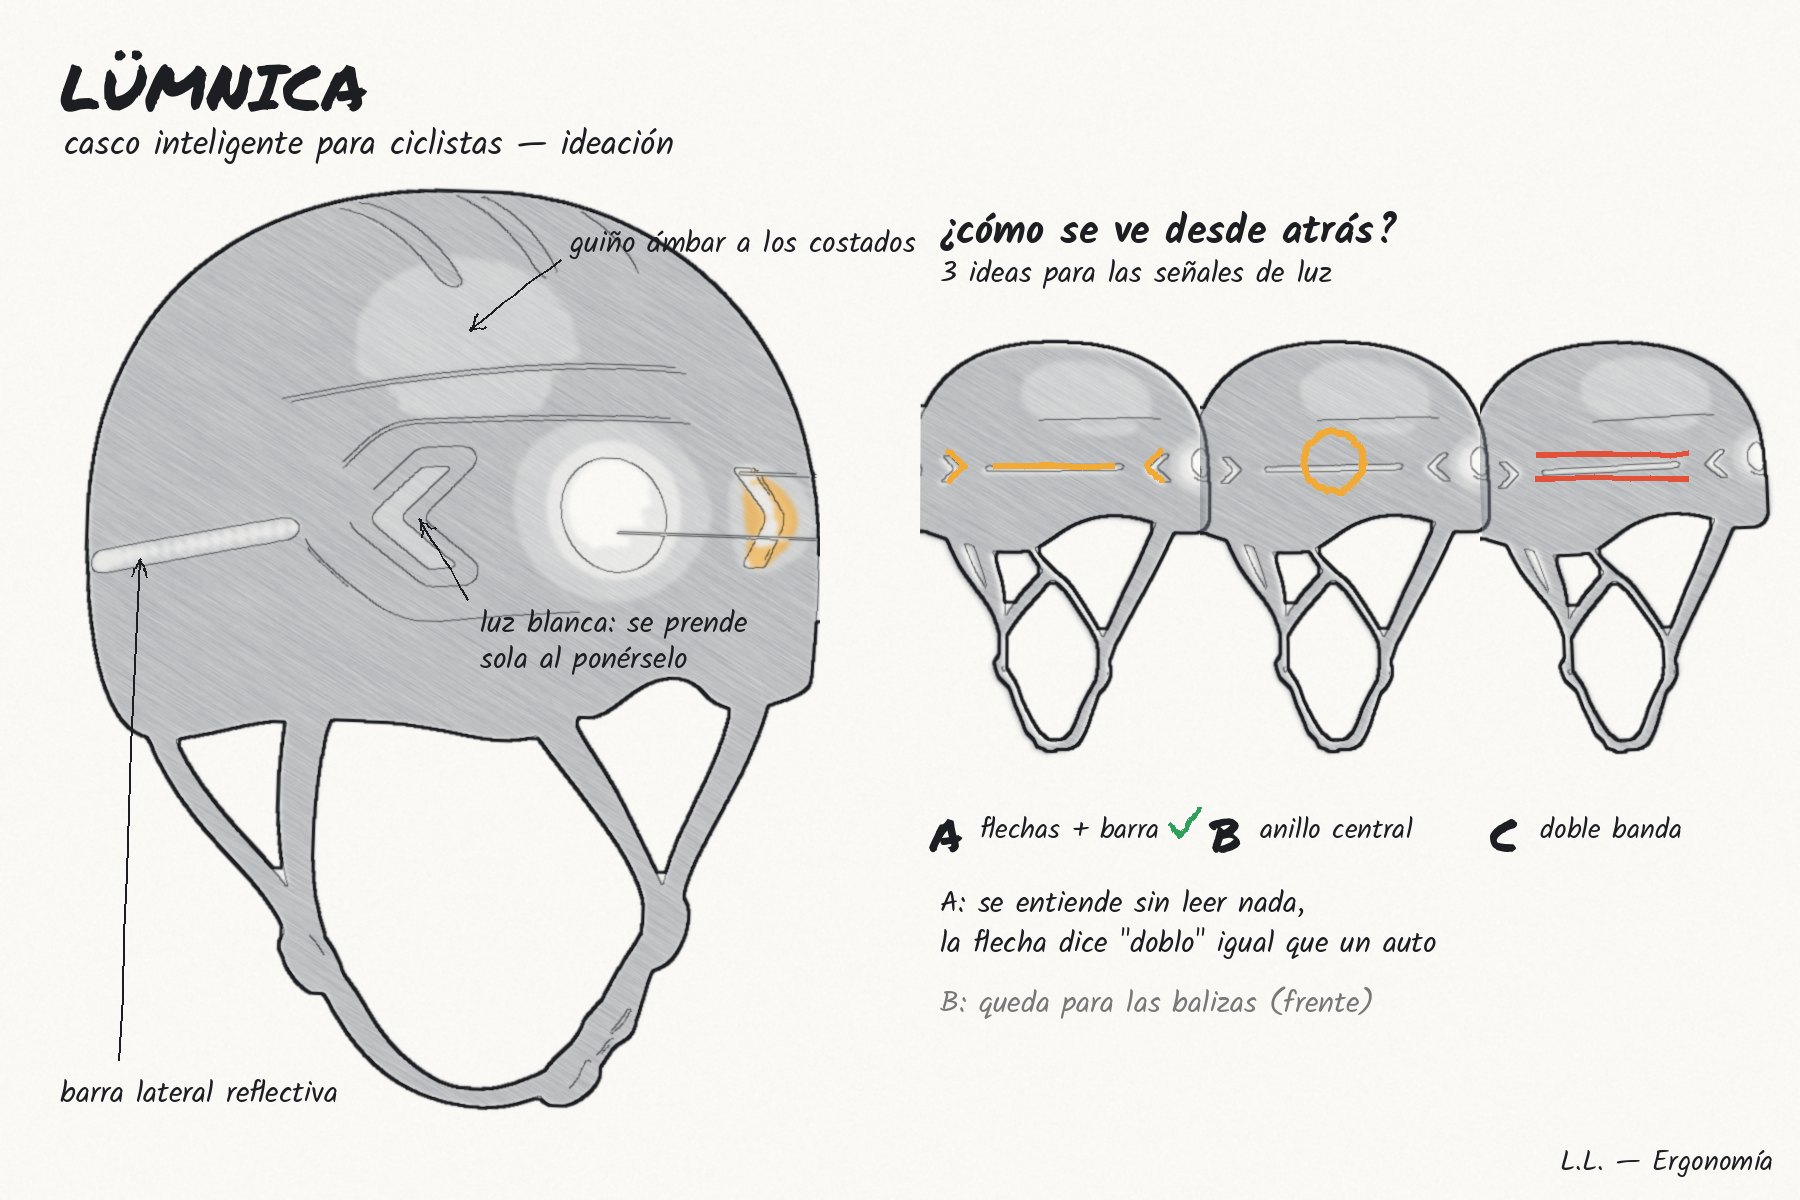 LÜMNICA
casco inteligente para ciclistas — ideación
guiño ámbar a los costados
luz blanca: se prende
sola al ponérselo
barra lateral reflectiva
¿cómo se ve desde atrás?
3 ideas para las señales de luz
A flechas + barra ✓
B anillo central
C doble banda
A: se entiende sin leer nada,
la flecha dice "doblo" igual que un auto
B: queda para las balizas (frente)
L.L. — Ergonomía